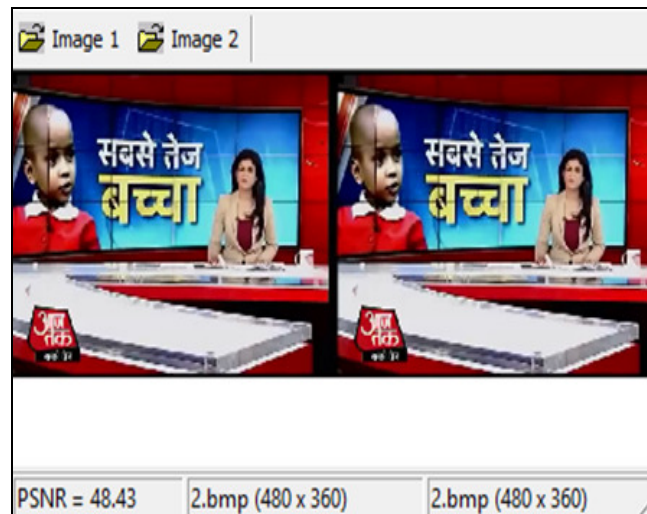 Image 1 Image 2
सबसे तेज
बच्चा
आज
तक
सबसे तेज
बच्चा
आज
तक
PSNR = 48.43 2.bmp (480 x 360) 2.bmp (480 x 360)